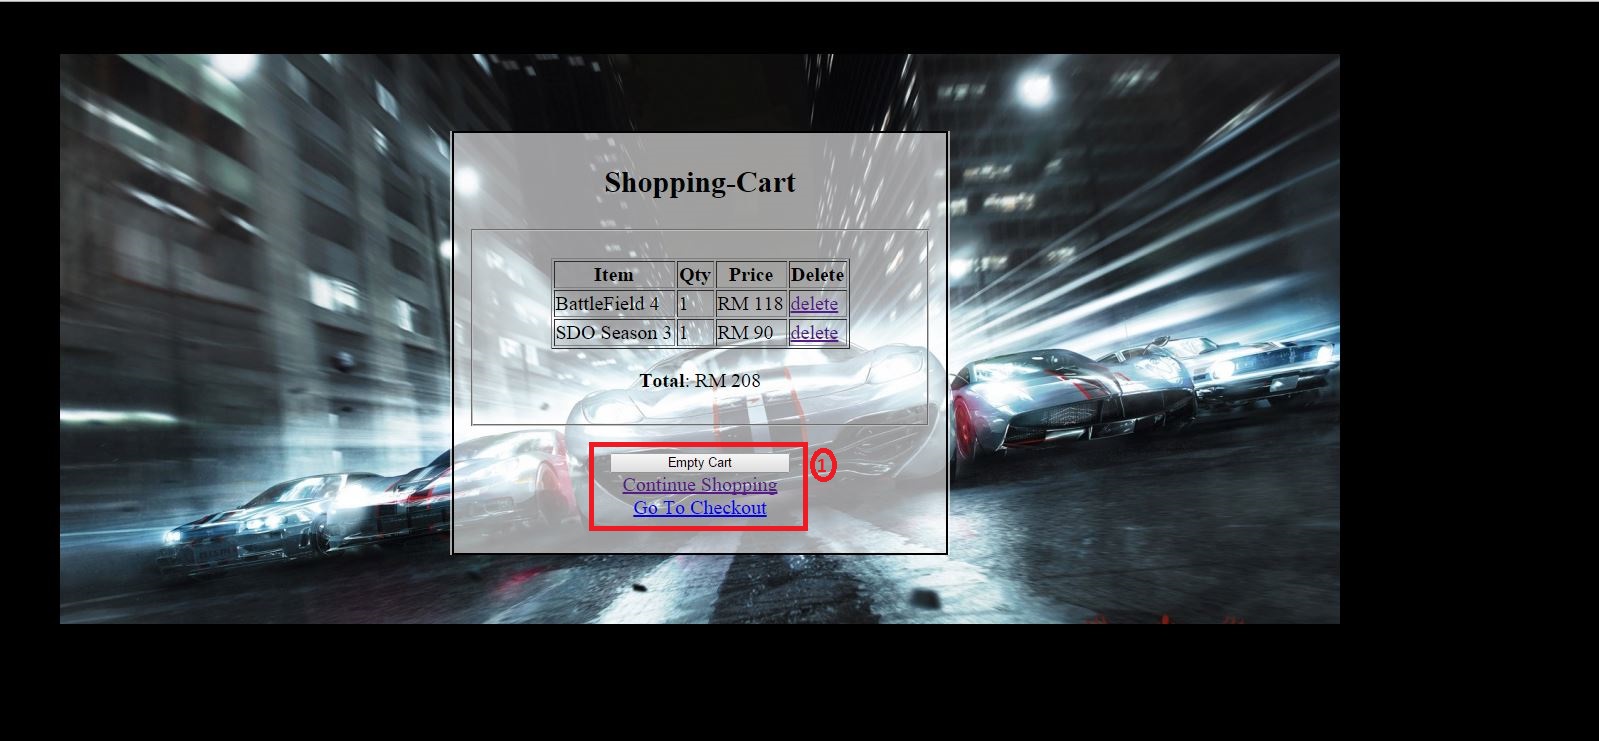 Shopping-Cart
Item Qty Price Delete
BattleField 4 1 RM 118 delete
SDO Season 3 1 RM 90 delete
Total: RM 208
Empty Cart 1
Continue Shopping
Go To Checkout